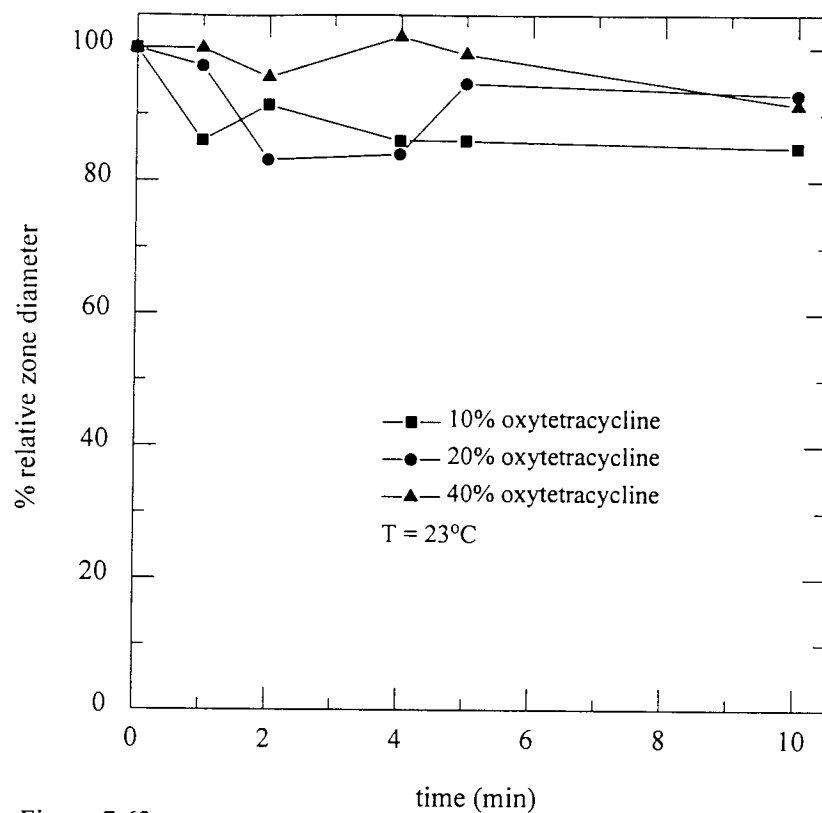 100
80
60
40
20
0
% relative zone diameter
10% oxytetracycline
20% oxytetracycline
40% oxytetracycline
T = 23°C
0 2 4 6 8 10
time (min)